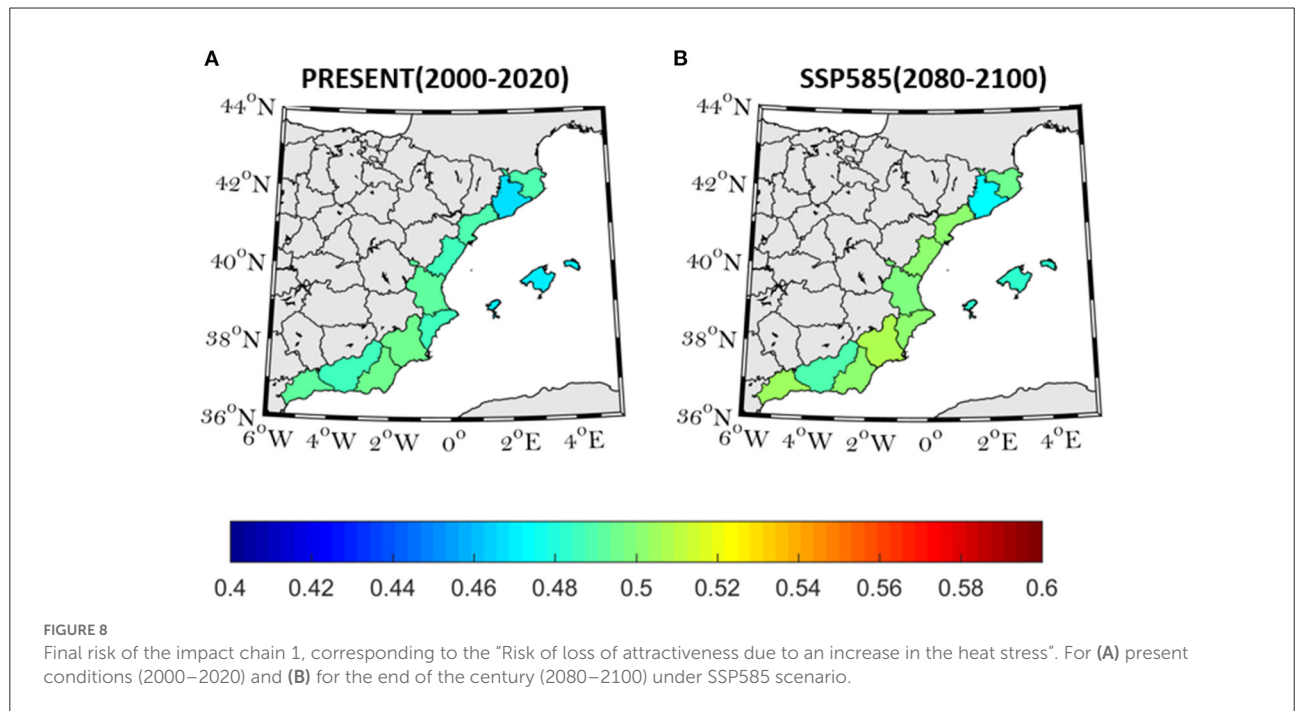 A
PRESENT(2000-2020)
44°N
42°N
40°N
38°N
36°N
6°W 4°W 2°W 0° 2°E 4°E
B
SSP585(2080-2100)
44°N
42°N
40°N
38°N
36°N
6°W 4°W 2°W 0° 2°E 4°E
0.4 0.42 0.44 0.46 0.48 0.5 0.52 0.54 0.56 0.58 0.6
FIGURE 8
Final risk of the impact chain 1, corresponding to the “Risk of loss of attractiveness due to an increase in the heat stress”. For (A) present
conditions (2000–2020) and (B) for the end of the century (2080–2100) under SSP585 scenario.